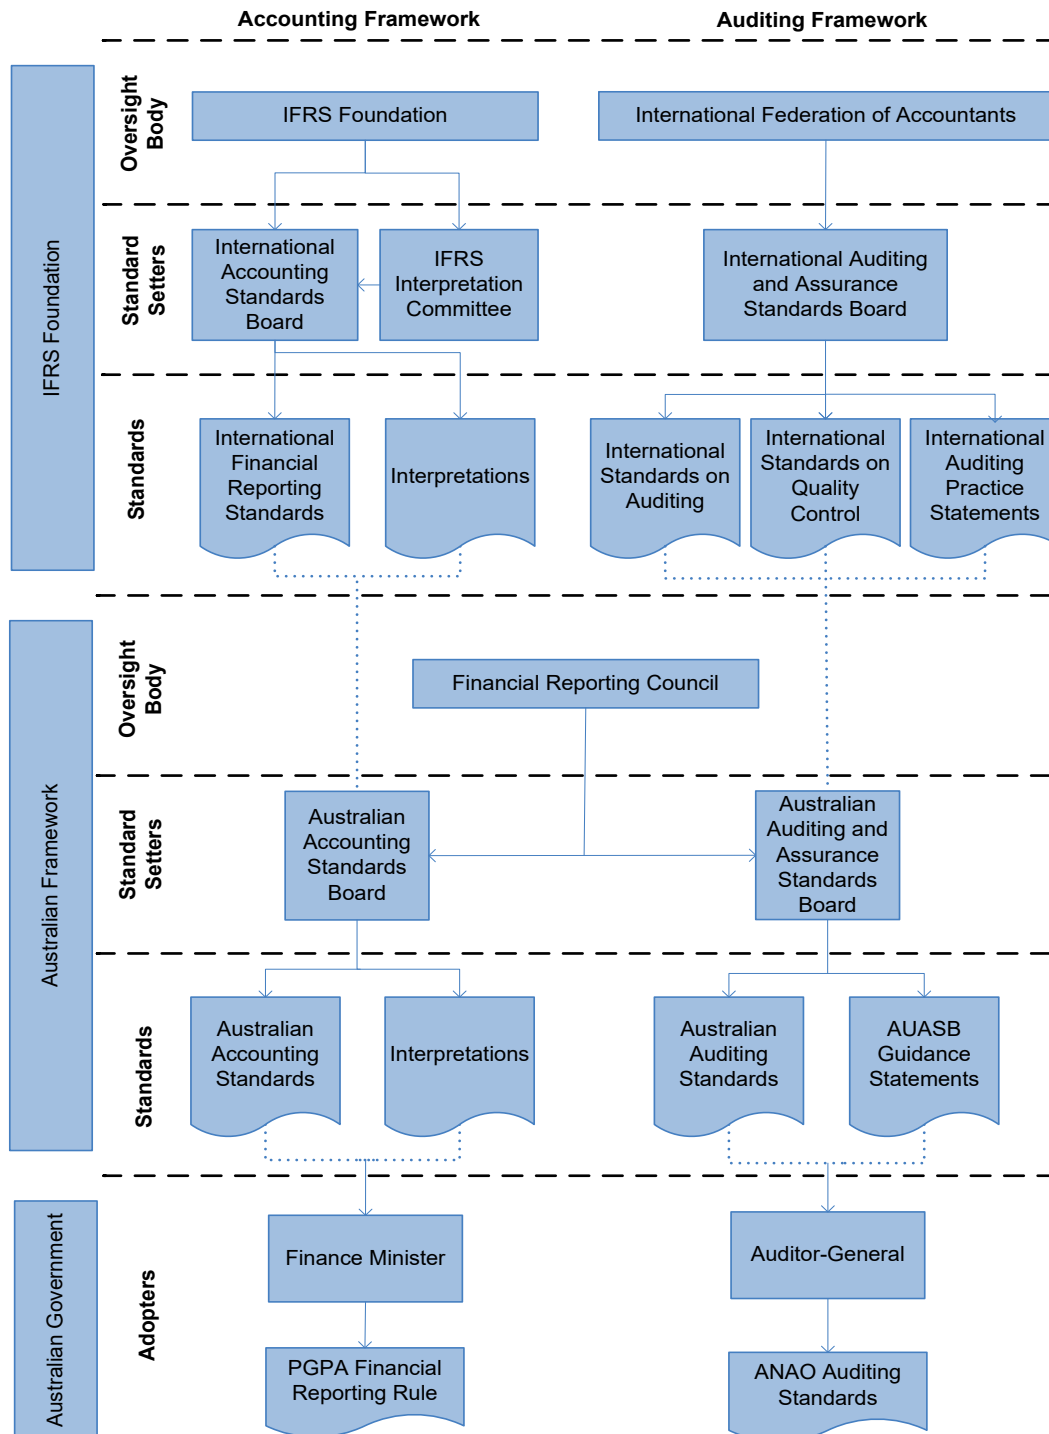 Accounting Framework
Auditing Framework
IFRS Foundation
Oversight
Body
IFRS Foundation
International Federation of Accountants
Standard
Setters
International
Accounting
Standards
Board
IFRS
Interpretation
Committee
International Auditing
and Assurance
Standards Board
Standards
International
Financial
Reporting
Standards
Interpretations
International
Standards on
Auditing
International
Standards on
Quality
Control
International
Auditing
Practice
Statements
Australian Framework
Oversight
Body
Financial Reporting Council
Standard
Setters
Australian
Accounting
Standards
Board
Australian
Auditing and
Assurance
Standards
Board
Standards
Australian
Accounting
Standards
Interpretations
Australian
Auditing
Standards
AUASB
Guidance
Statements
Australian Government
Adopters
Finance Minister
Auditor-General
PGPA Financial
Reporting Rule
ANAO Auditing
Standards